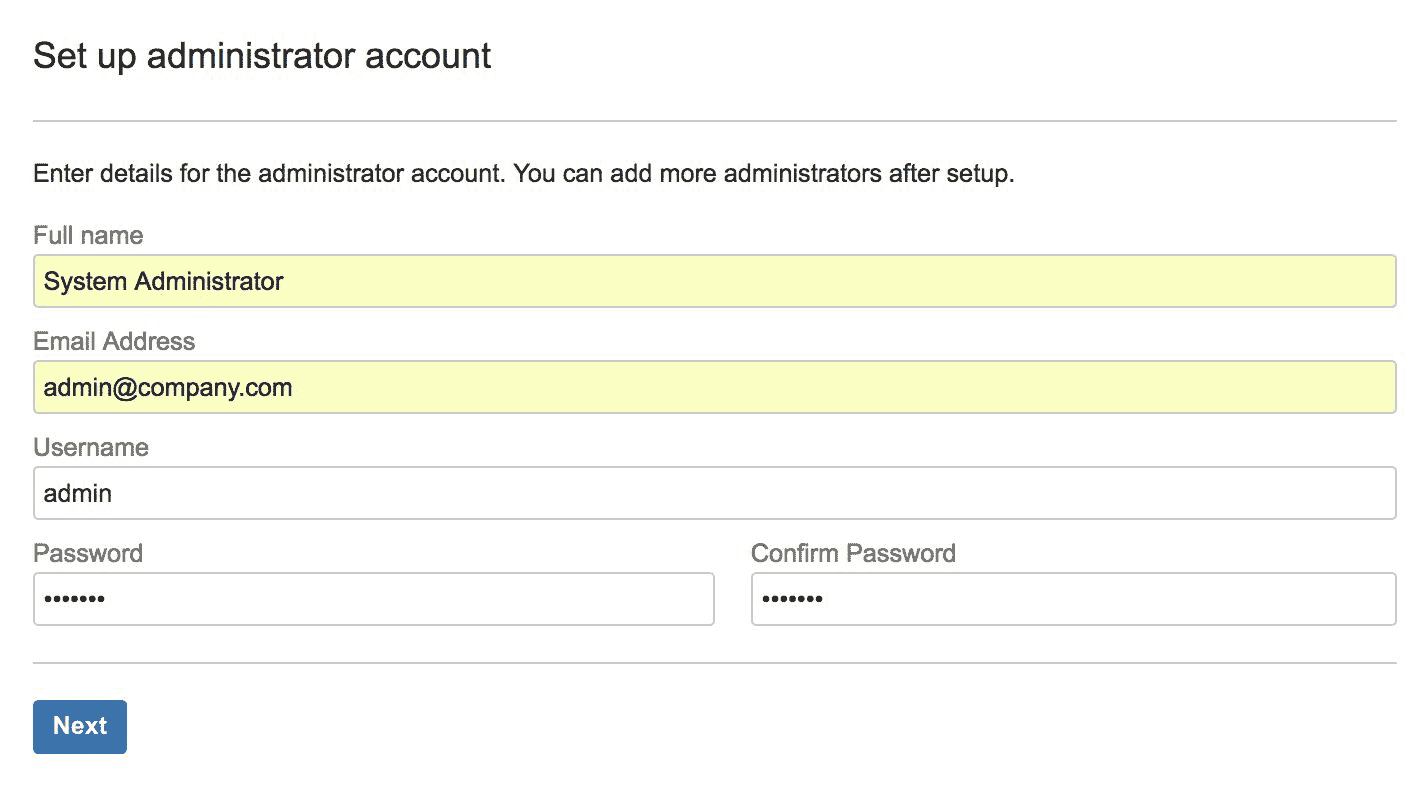 Set up administrator account
Enter details for the administrator account. You can add more administrators after setup.
Full name
System Administrator
Email Address
admin@company.com
Username
admin
Password
Confirm Password
•••••••
•••••••
Next